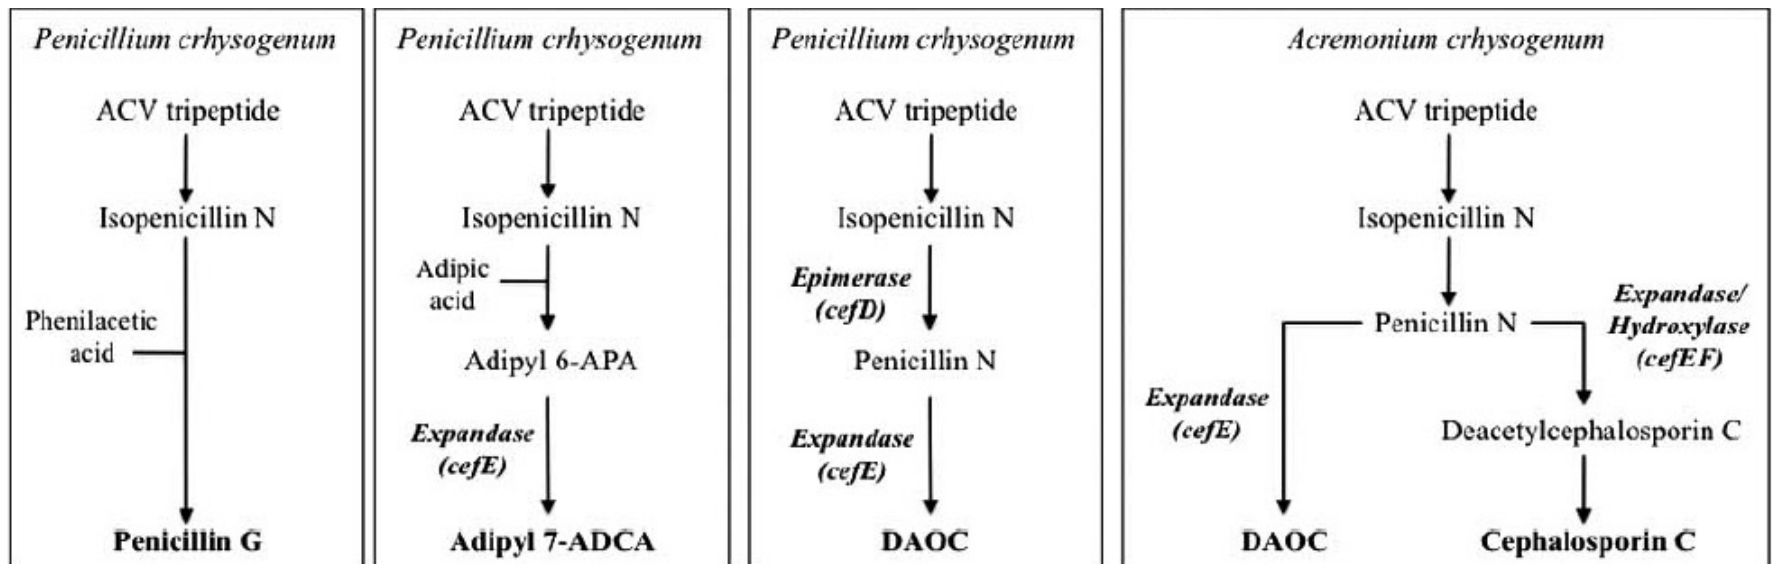 Penicillium crhysogenum
ACV tripeptide
Isopenicillin N
Phenilacetic
acid
Penicillin G
Penicillium crhysogenum
ACV tripeptide
Isopenicillin N
Adipic
acid
Adipyl 6-APA
Expandase
(cefE)
Adipyl 7-ADCA
Penicillium crhysogenum
ACV tripeptide
Isopenicillin N
Epimerase
(cefD)
Penicillin N
Expandase
(cefE)
DAOC
Acremonium crhysogenum
ACV tripeptide
Isopenicillin N
Penicillin N
Expandase/
Hydroxylase
(cefEF)
Expandase
(cefE)
Deacetylcephalosporin C
DAOC
Cephalosporin C